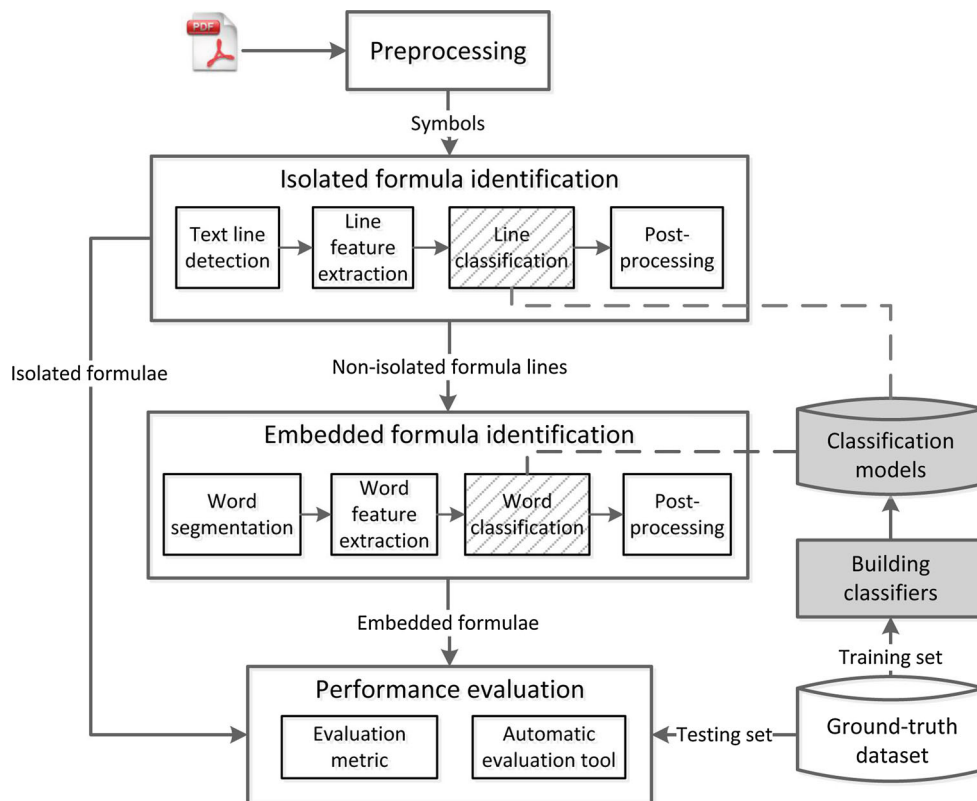 PDF
Preprocessing
Symbols
Isolated formula identification
Text line
detection
Line
feature
extraction
Line
classification
Post-
processing
Isolated formulae
Non-isolated formula lines
Embedded formula identification
Word
segmentation
Word
feature
extraction
Word
classification
Post-
processing
Classification
models
Building
classifiers
Training set
Embedded formulae
Performance evaluation
Evaluation
metric
Automatic
evaluation tool
Testing set
Ground-truth
dataset